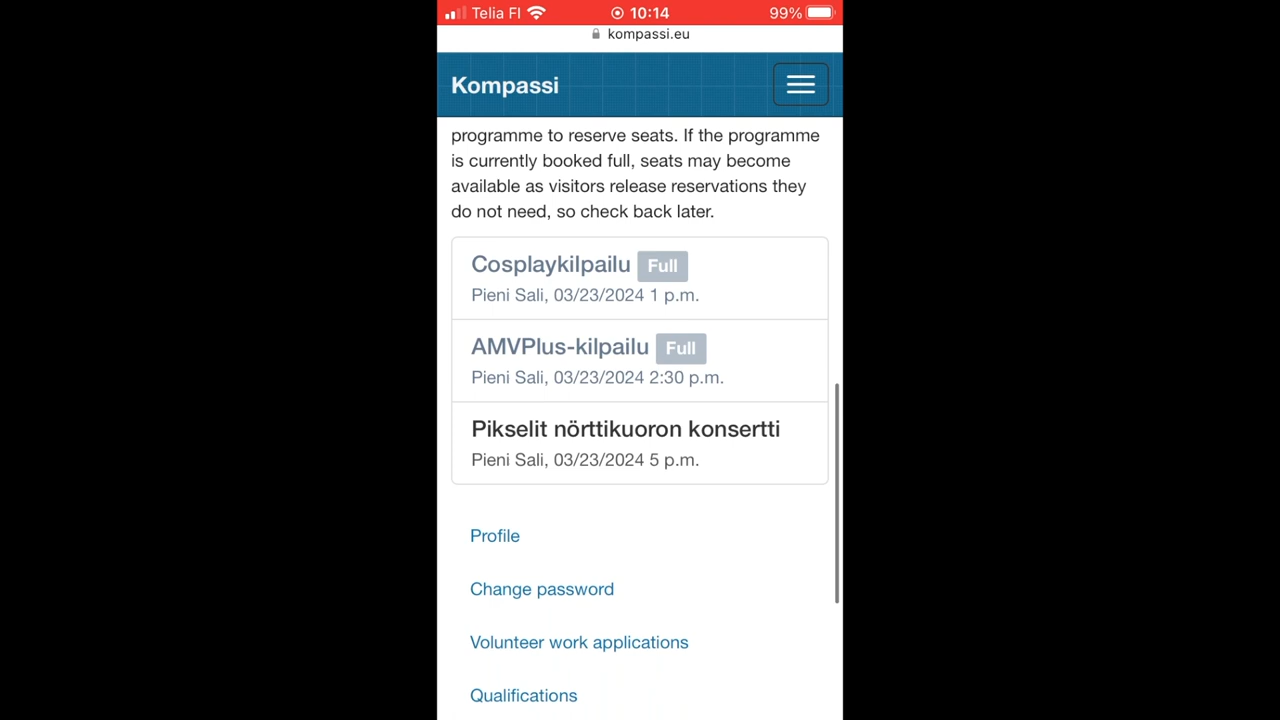 Telia FI 10:14 99%
kompassi.eu
Kompassi
programme to reserve seats. If the programme
is currently booked full, seats may become
available as visitors release reservations they
do not need, so check back later.
Cosplaykilpailu Full
Pieni Sali, 03/23/2024 1 p.m.
AMVPlus-kilpailu Full
Pieni Sali, 03/23/2024 2:30 p.m.
Pikselit nörttikuoron konsertti
Pieni Sali, 03/23/2024 5 p.m.
Profile
Change password
Volunteer work applications
Qualifications